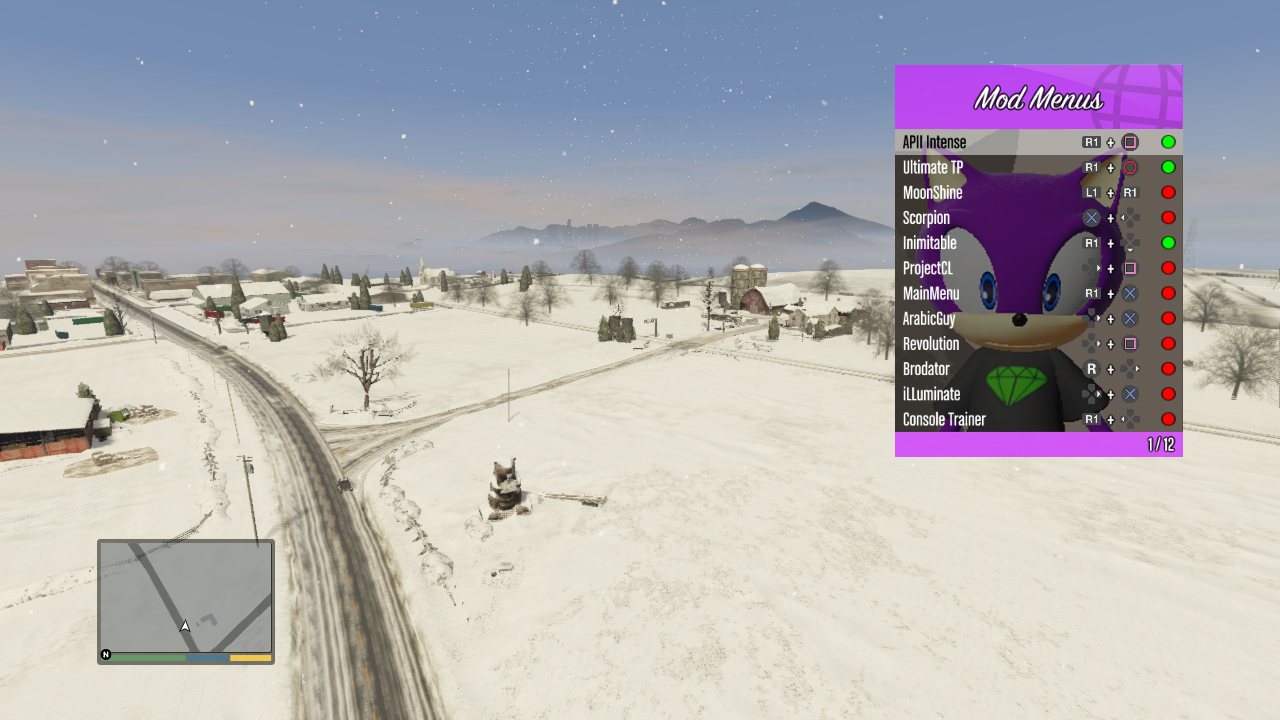 Mod Menus
APII Intense R1 +
Ultimate TP R1 +
MoonShine L1 + R1
Scorpion +
Inimitable R1 +
ProjectCL +
MainMenu R1 +
ArabicGuy +
Revolution +
Brodator R +
iLLuminate +
Console Trainer R1 +
1 / 12
N